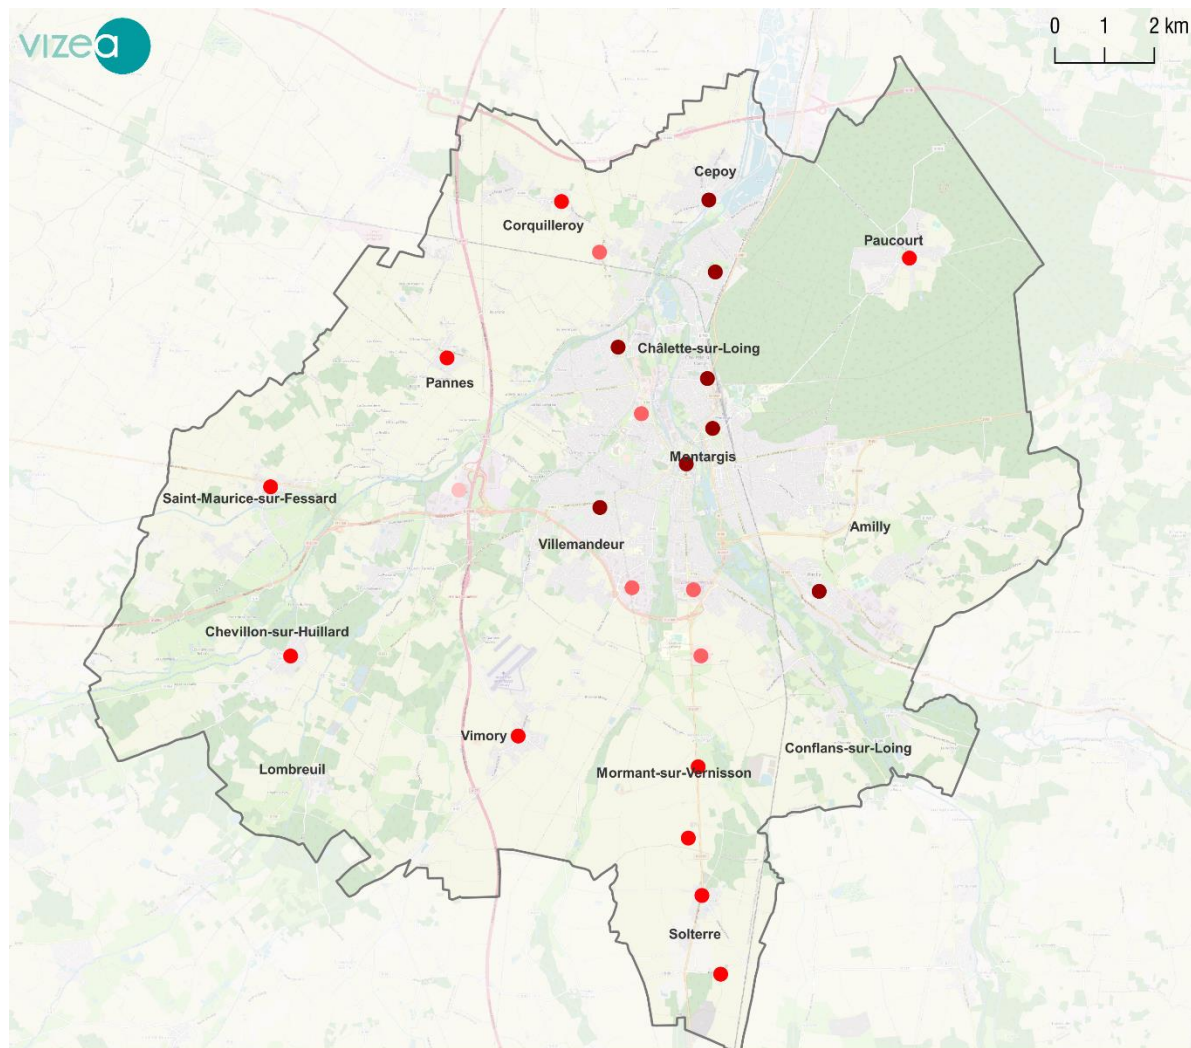 vizea
0 1 2 km
Cepoy
Corquilleroy
Paucourt
Châlette-sur-Loing
Pannes
Montargis
Saint-Maurice-sur-Fessard
Amilly
Villemandeur
Chevillon-sur-Huillard
Vimory
Conflans-sur-Loing
Lombreuil
Mormant-sur-Vernisson
Solterre